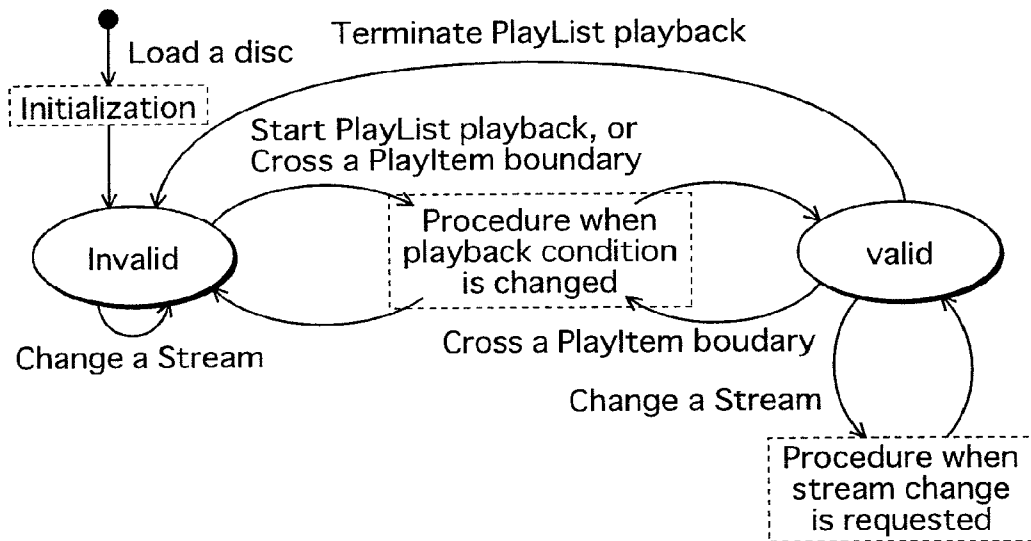 Load a disc
Terminate PlayList playback
Initialization
Start PlayList playback, or
Cross a PlayItem boundary
Procedure when
playback condition
is changed
Invalid
valid
Change a Stream
Cross a PlayItem boudary
Change a Stream
Procedure when
stream change
is requested